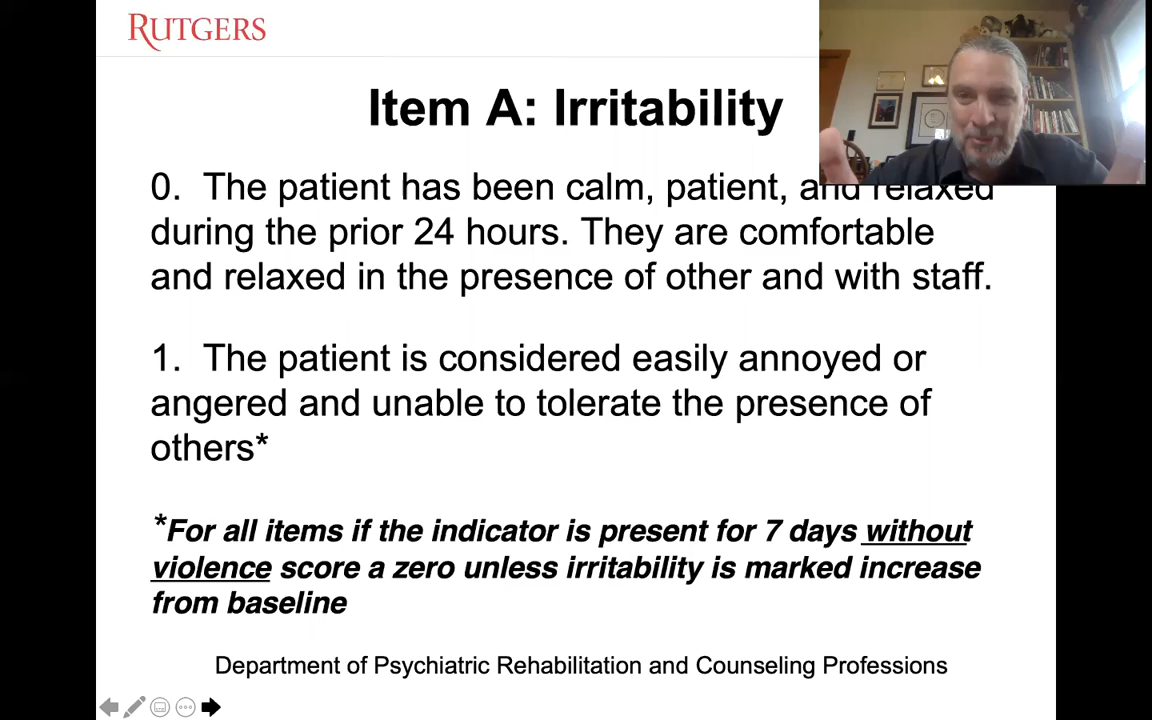 RUTGERS
Item A: Irritability
0. The patient has been calm, patient, and relaxed
during the prior 24 hours. They are comfortable
and relaxed in the presence of other and with staff.
1. The patient is considered easily annoyed or
angered and unable to tolerate the presence of
others*
*For all items if the indicator is present for 7 days without
violence score a zero unless irritability is marked increase
from baseline
Department of Psychiatric Rehabilitation and Counseling Professions